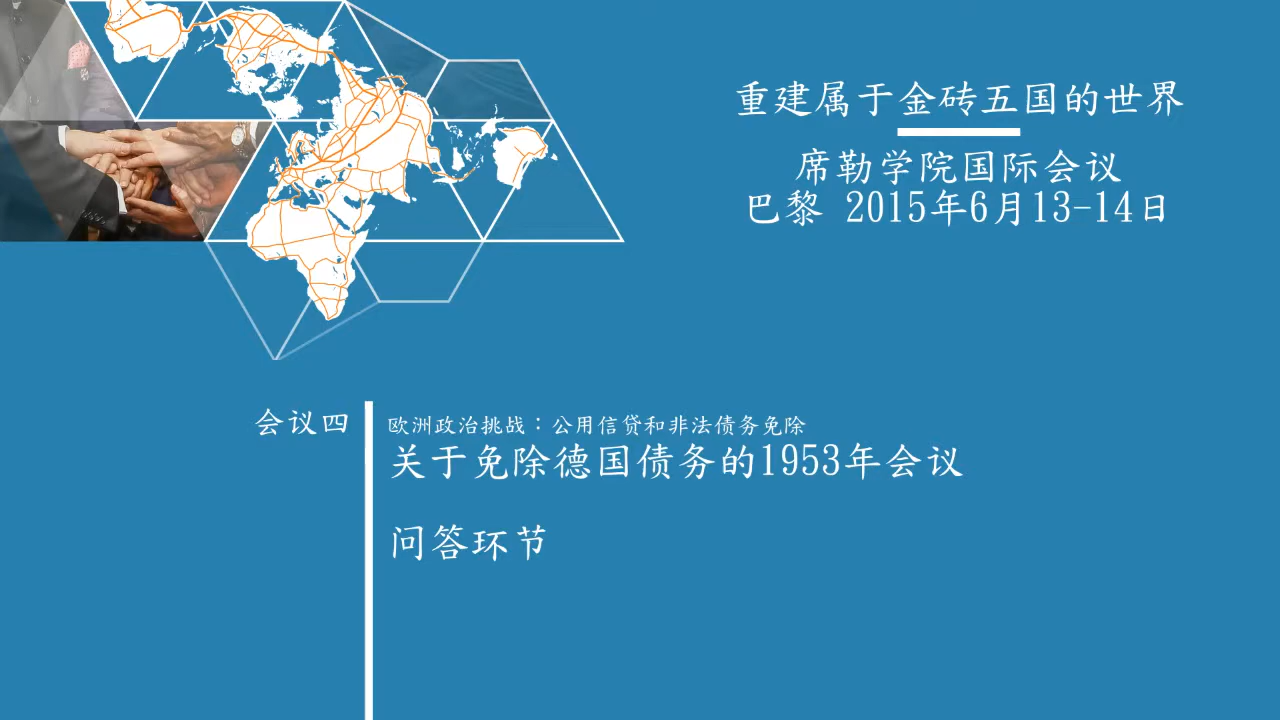 重建属于金砖五国的世界
席勒学院国际会议
巴黎 2015年6月13-14日
会议四
欧洲政治挑战：公用信贷和非法债务免除
关于免除德国债务的1953年会议
问答环节